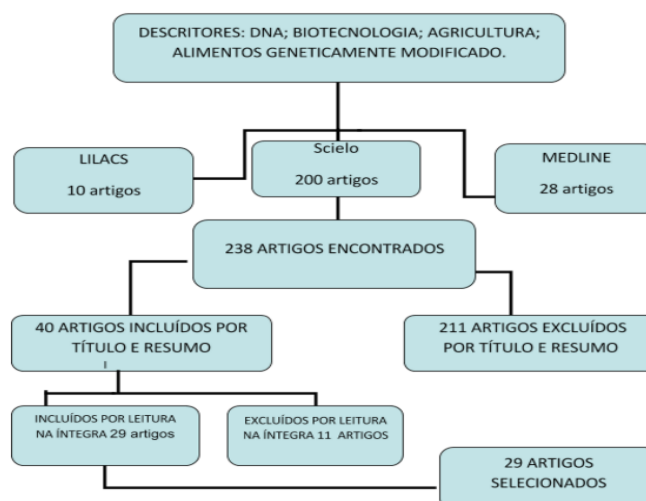 DESCRITORES: DNA; BIOTECNOLOGIA; AGRICULTURA;
ALIMENTOS GENETICAMENTE MODIFICADO.
LILACS
10 artigos
Scielo
200 artigos
MEDLINE
28 artigos
238 ARTIGOS ENCONTRADOS
40 ARTIGOS INCLUÍDOS POR
TÍTULO E RESUMO
211 ARTIGOS EXCLUÍDOS
POR TÍTULO E RESUMO
INCLUÍDOS POR LEITURA
NA ÍNTEGRA 29 artigos
EXCLUÍDOS POR LEITURA
NA ÍNTEGRA 11 ARTIGOS
29 ARTIGOS
SELECIONADOS